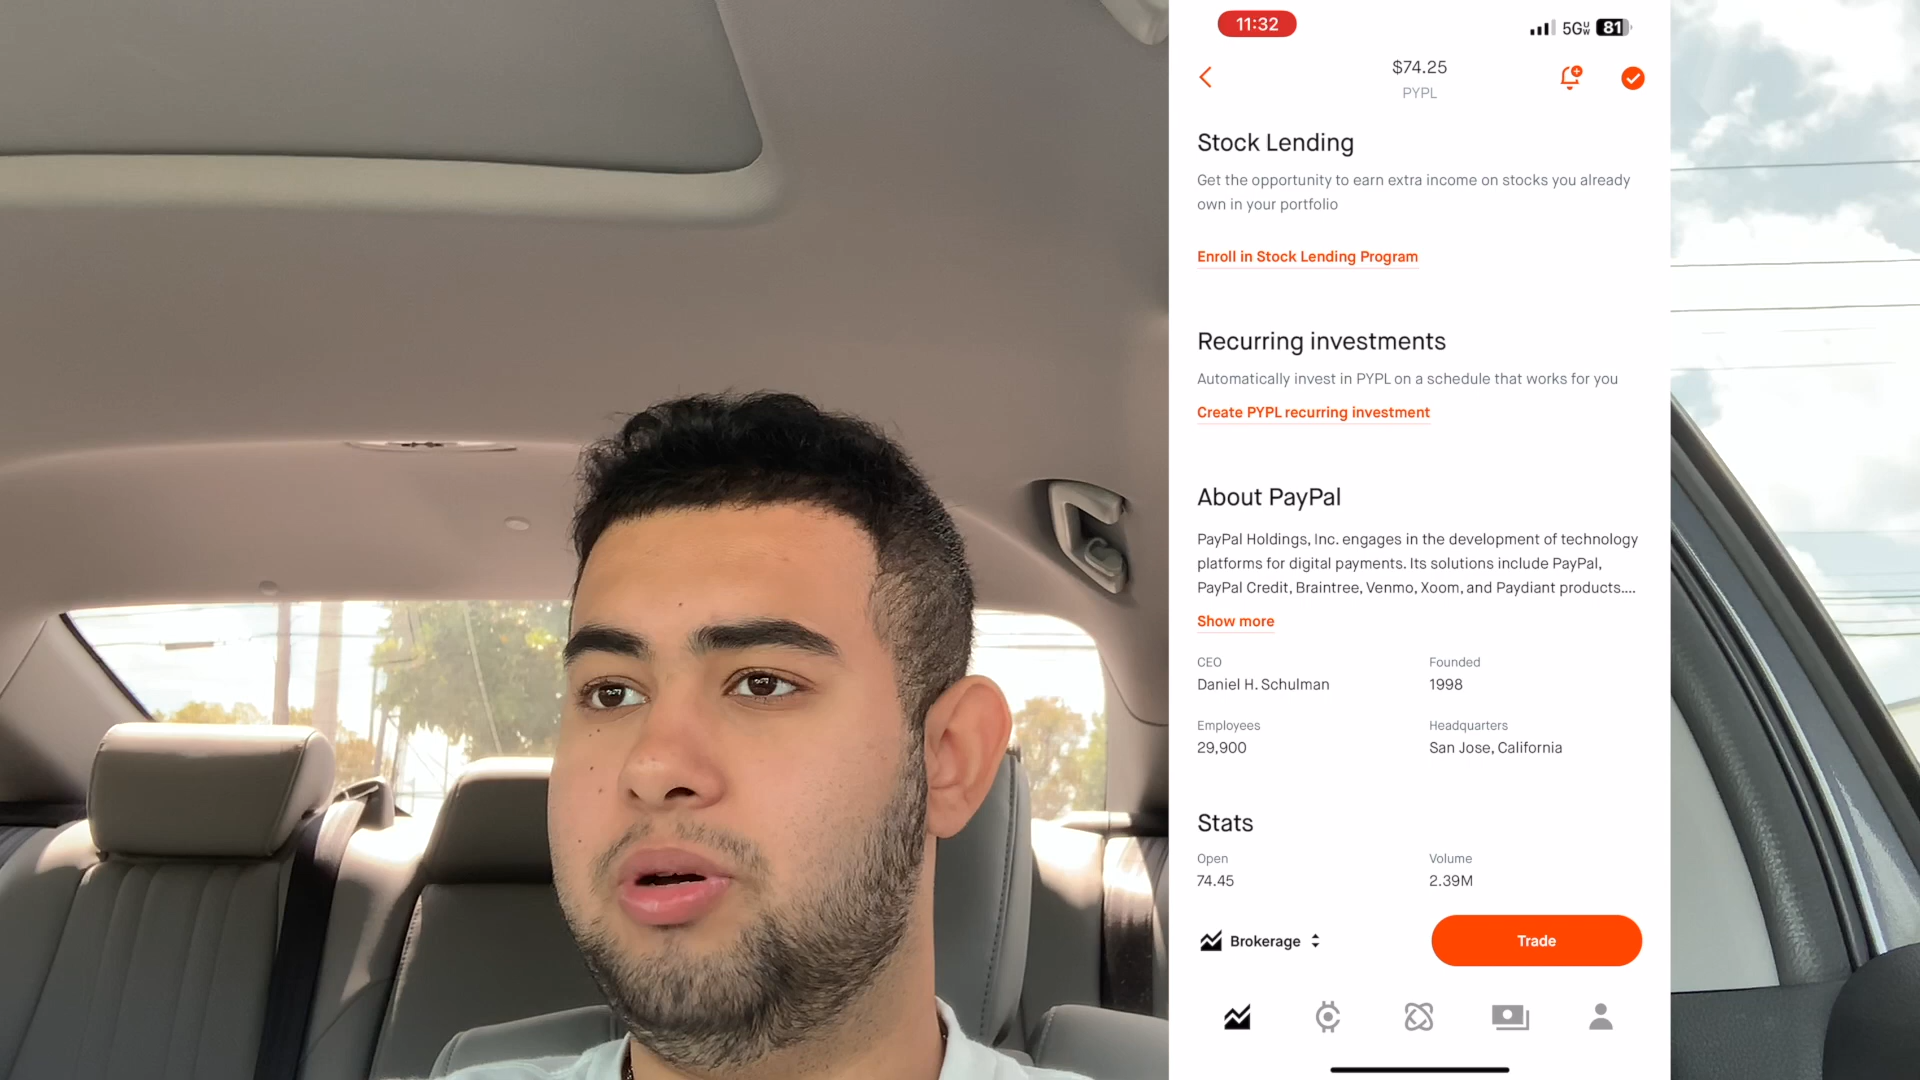 11:32
5GUW 81
$74.25
PYPL
Stock Lending
Get the opportunity to earn extra income on stocks you already
own in your portfolio
Enroll in Stock Lending Program
Recurring investments
Automatically invest in PYPL on a schedule that works for you
Create PYPL recurring investment
About PayPal
PayPal Holdings, Inc. engages in the development of technology
platforms for digital payments. Its solutions include PayPal,
PayPal Credit, Braintree, Venmo, Xoom, and Paydiant products....
Show more
CEO Founded
Daniel H. Schulman 1998
Employees Headquarters
29,900 San Jose, California
Stats
Open Volume
74.45 2.39M
Brokerage Trade